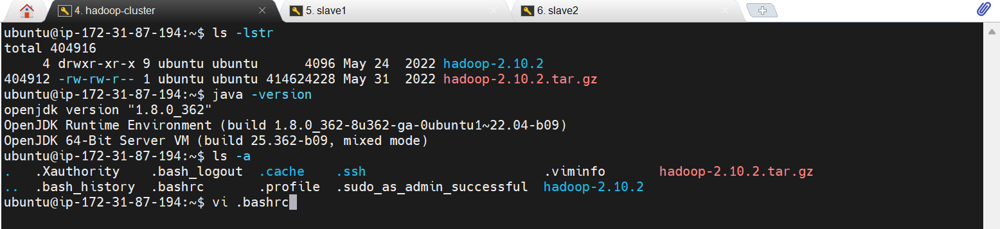 4. hadoop-cluster 5. slave1 6. slave2
ubuntu@ip-172-31-87-194:~$ ls -lstr
total 404916
     4 drwxr-xr-x 9 ubuntu ubuntu      4096 May 24  2022 hadoop-2.10.2
404912 -rw-rw-r-- 1 ubuntu ubuntu 414624228 May 31  2022 hadoop-2.10.2.tar.gz
ubuntu@ip-172-31-87-194:~$ java -version
openjdk version "1.8.0_362"
OpenJDK Runtime Environment (build 1.8.0_362-8u362-ga-0ubuntu1~22.04-b09)
OpenJDK 64-Bit Server VM (build 25.362-b09, mixed mode)
ubuntu@ip-172-31-87-194:~$ ls -a
.   .Xauthority    .bash_logout  .cache    .ssh                       .viminfo       hadoop-2.10.2.tar.gz
..  .bash_history  .bashrc       .profile  .sudo_as_admin_successful  hadoop-2.10.2
ubuntu@ip-172-31-87-194:~$ vi .bashrc